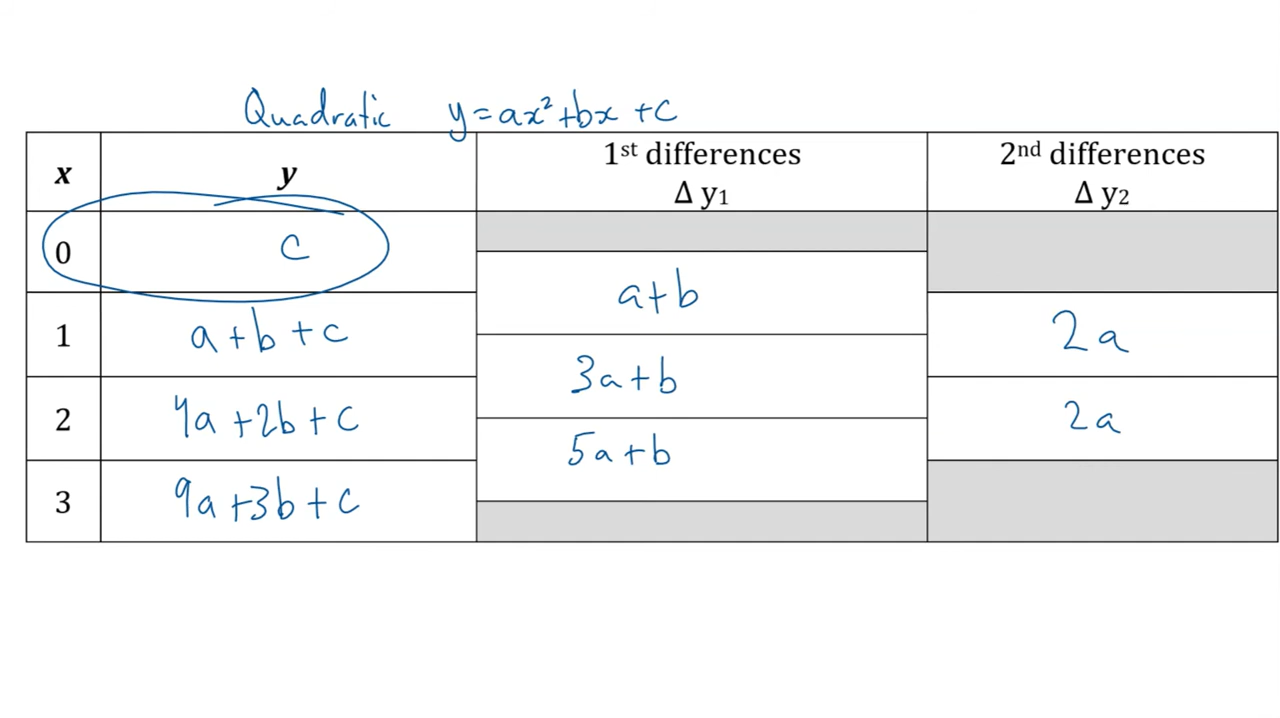 Quadratic y=ax²+bx+c
x y 1st differences Δ y1 2nd differences Δ y2
0 c
a+b
1 a+b+c 2a
3a+b
2 4a+2b+c 2a
5a+b
3 9a+3b+c